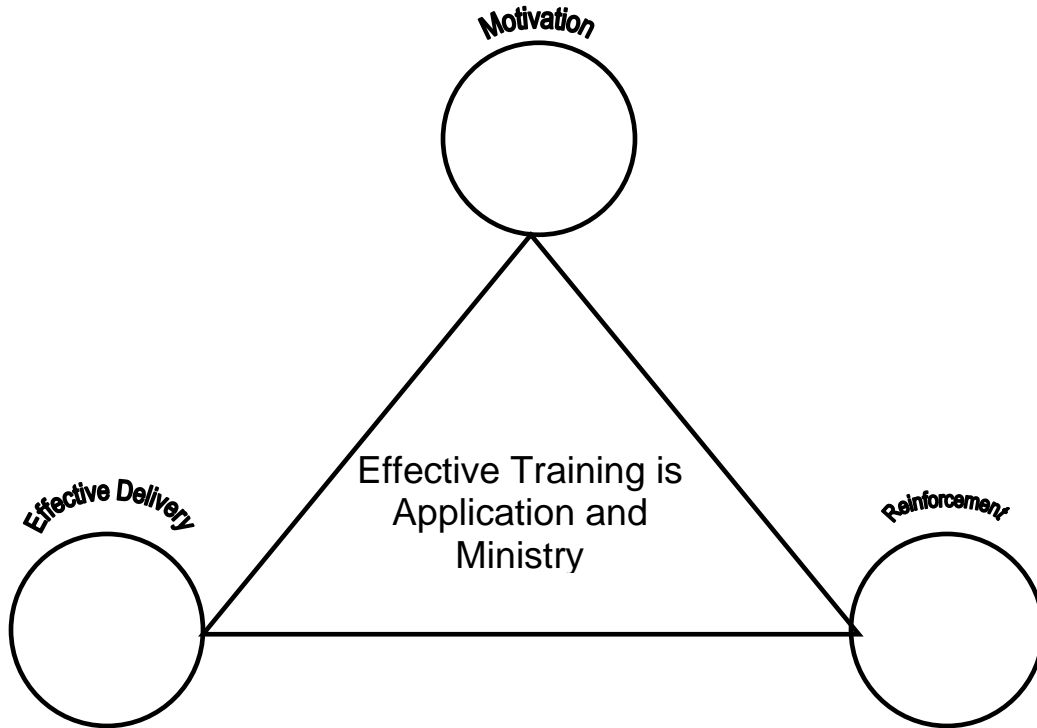 Motivation
Effective Training is
Application and
Ministry
Effective Delivery
Reinforcement